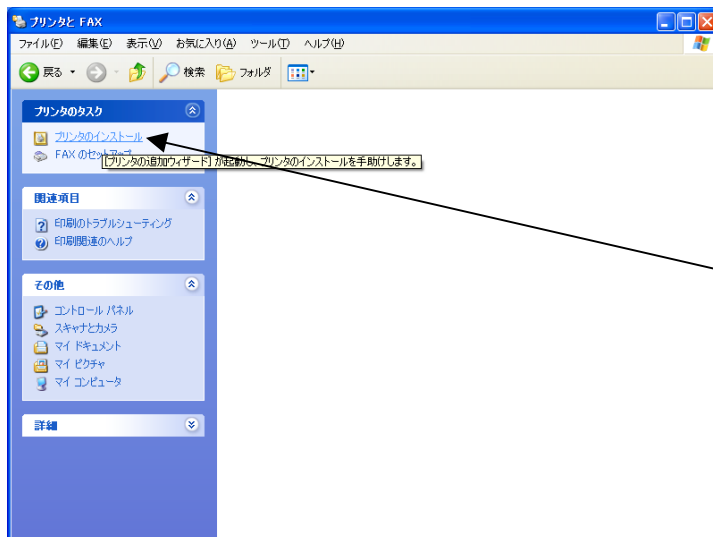 プリンタと FAX
ファイル(F) 編集(E) 表示(V) お気に入り(A) ツール(T) ヘルプ(H)
戻る 検索 フォルダ
プリンタのタスク
プリンタのインストール
FAX のセットアップ
[プリンタの追加ウィザード] が起動し、プリンタのインストールを手助けします。
関連項目
印刷のトラブルシューティング
印刷関連のヘルプ
その他
コントロール パネル
スキャナとカメラ
マイ ドキュメント
マイ ピクチャ
マイ コンピュータ
詳細